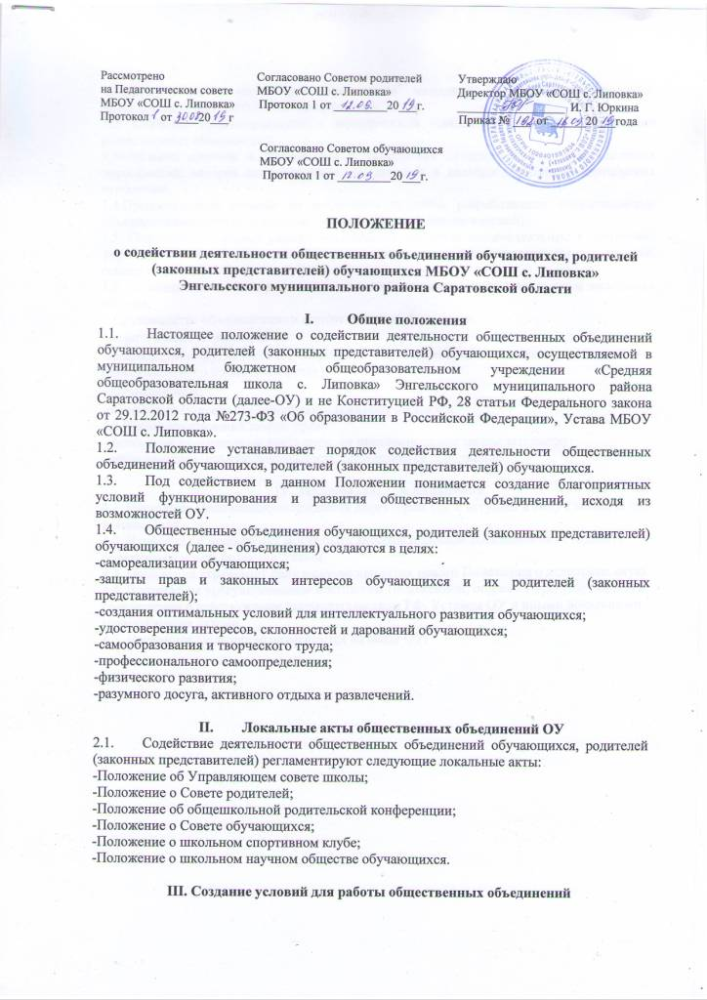 Рассмотрено
на Педагогическом совете
МБОУ «СОШ с. Липовка»
Протокол 1 от 20 19 г
Согласовано Советом родителей
МБОУ «СОШ с. Липовка»
Протокол 1 от 12.09. 20 19 г.
Утверждаю
Директор МБОУ «СОШ с. Липовка»
И. Г. Юркина
Приказ № от 20 19 года
Согласовано Советом обучающихся
МБОУ «СОШ с. Липовка»
Протокол 1 от 12.09. 20 19 г.
ПОЛОЖЕНИЕ
о содействии деятельности общественных объединений обучающихся, родителей
(законных представителей) обучающихся МБОУ «СОШ с. Липовка»
Энгельсского муниципального района Саратовской области
I. Общие положения
1.1. Настоящее положение о содействии деятельности общественных объединений
обучающихся, родителей (законных представителей) обучающихся, осуществляемой в
муниципальном бюджетном общеобразовательном учреждении «Средняя
общеобразовательная школа с. Липовка» Энгельсского муниципального района
Саратовской области (далее-ОУ) и не Конституцией РФ, 28 статьи Федерального закона
от 29.12.2012 года №273-ФЗ «Об образовании в Российской Федерации», Устава МБОУ
«СОШ с. Липовка».
1.2. Положение устанавливает порядок содействия деятельности общественных
объединений обучающихся, родителей (законных представителей) обучающихся.
1.3. Под содействием в данном Положении понимается создание благоприятных
условий функционирования и развития общественных объединений, исходя из
возможностей ОУ.
1.4. Общественные объединения обучающихся, родителей (законных представителей)
обучающихся (далее - объединения) создаются в целях:
-самореализации обучающихся;
-защиты прав и законных интересов обучающихся и их родителей (законных
представителей);
-создания оптимальных условий для интеллектуального развития обучающихся;
-удостоверения интересов, склонностей и дарований обучающихся;
-самообразования и творческого труда;
-профессионального самоопределения;
-физического развития;
-разумного досуга, активного отдыха и развлечений.
II. Локальные акты общественных объединений ОУ
2.1. Содействие деятельности общественных объединений обучающихся, родителей
(законных представителей) регламентируют следующие локальные акты:
-Положение об Управляющем совете школы;
-Положение о Совете родителей;
-Положение об общешкольной родительской конференции;
-Положение о Совете обучающихся;
-Положение о школьном спортивном клубе;
-Положение о школьном научном обществе обучающихся.
III. Создание условий для работы общественных объединений